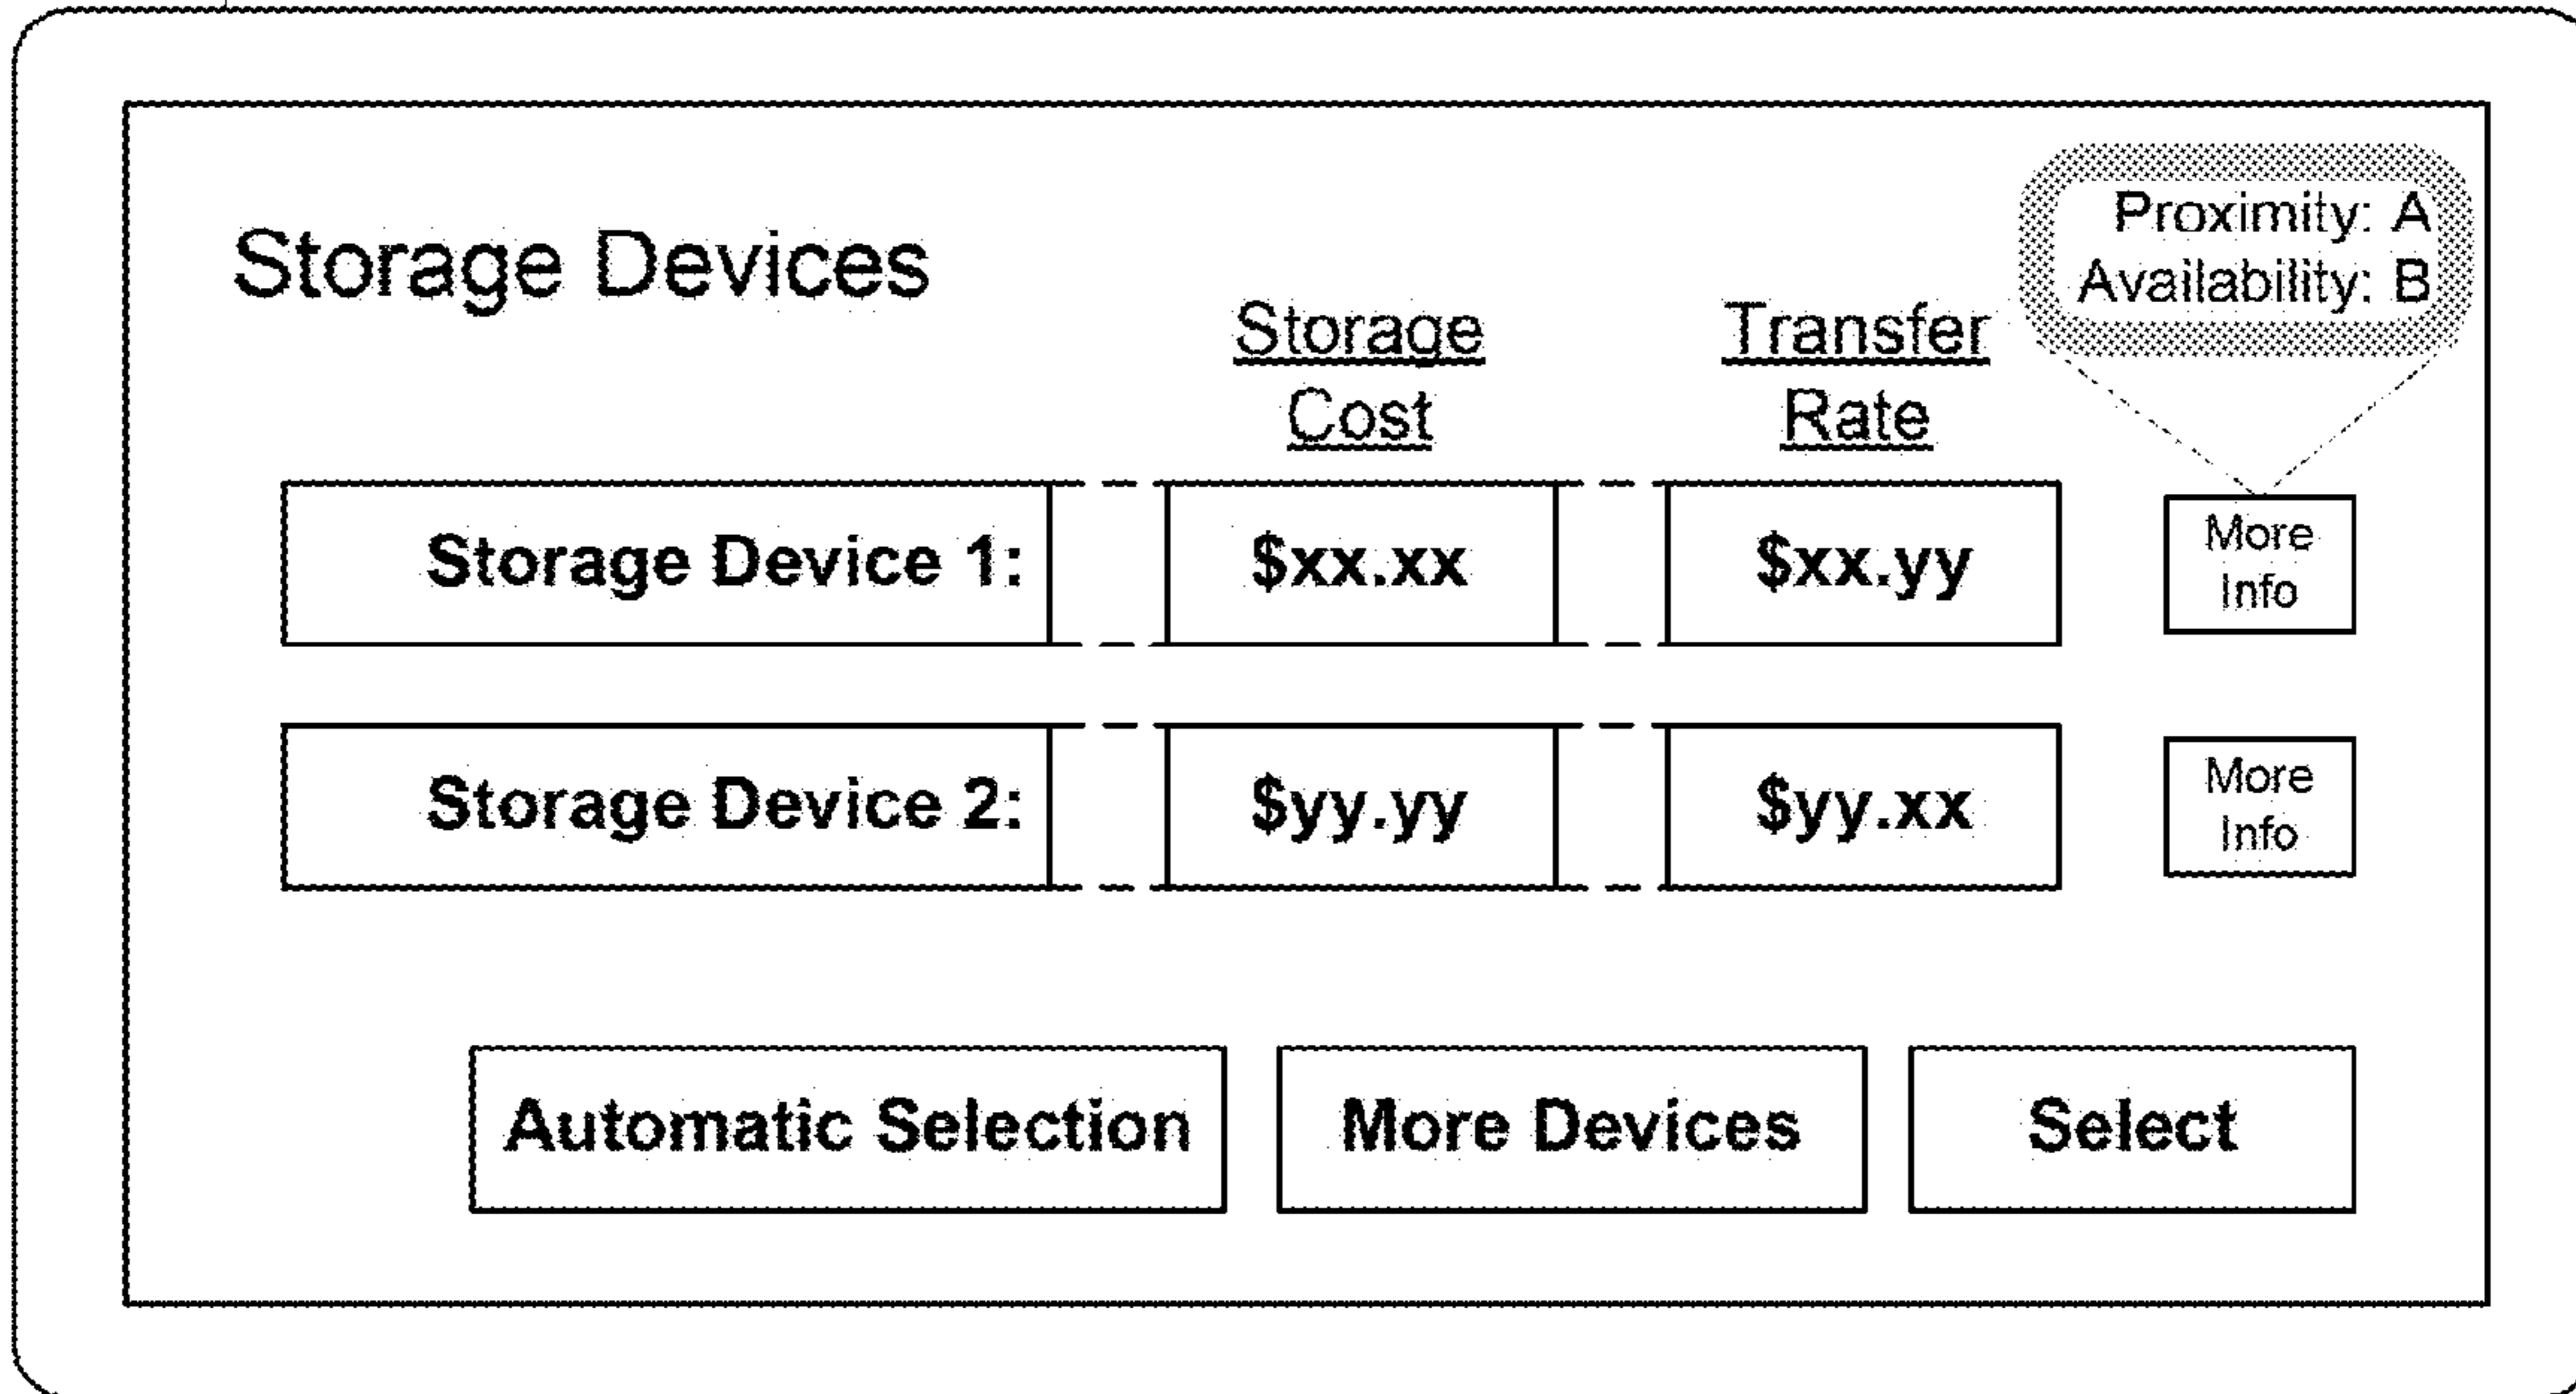 Proximity: A
Availability: B
Storage Devices
Storage
Cost
Transfer
Rate
Storage Device 1:
$xx.xx
$xx.yy
More
Info
Storage Device 2:
$yy.yy
$yy.xx
More
Info
Automatic Selection
More Devices
Select